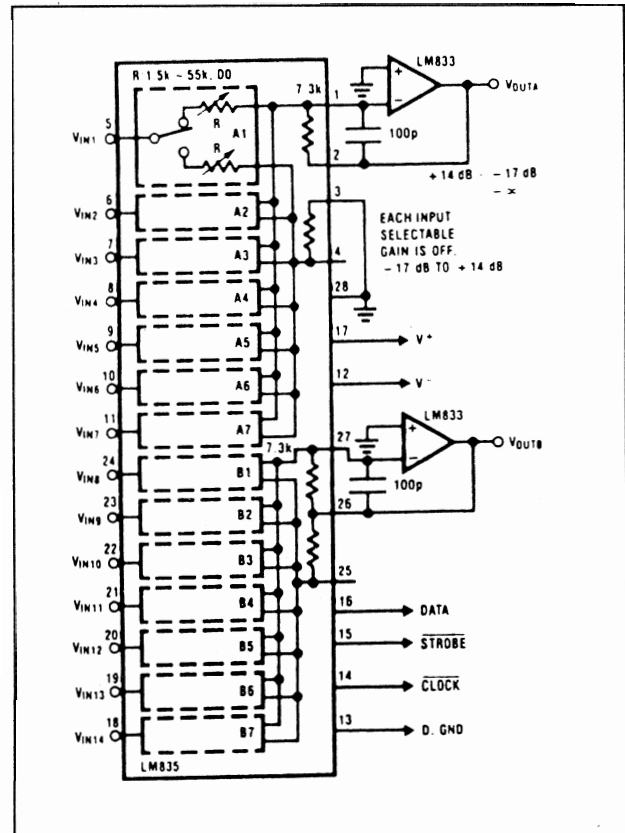 R 1.5k ~ 55k, OO
5
VIN1
R
A1
R
7.3k
1
100p
2
LM833
+
−
VOUTA
+14 dB - −17 dB
3
EACH INPUT
SELECTABLE
GAIN IS OFF.
−17 dB TO +14 dB
4
28
17
V+
12
V−
6
VIN2
A2
7
VIN3
A3
8
VIN4
A4
9
VIN5
A5
10
VIN6
A6
11
VIN7
A7
7.3k
27
LM833
+
−
VOUTB
100p
26
25
24
VIN8
B1
23
VIN9
B2
22
VIN10
B3
21
VIN11
B4
20
VIN12
B5
19
VIN13
B6
18
VIN14
B7
16
DATA
15
STROBE
14
CLOCK
13
D. GND
LM835